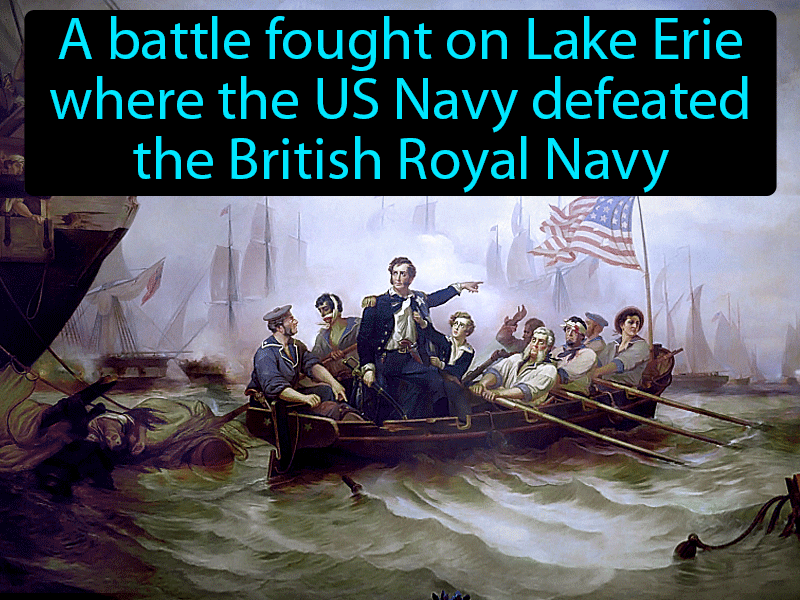 A battle fought on Lake Erie
where the US Navy defeated
the British Royal Navy